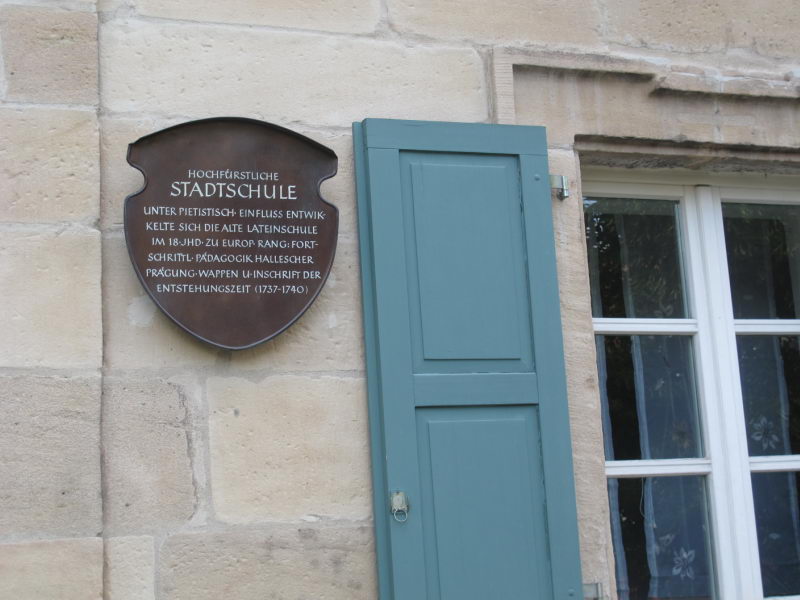 HOCHFÜRSTLICHE
STADTSCHULE
UNTER PIETISTISCH· EINFLUSS ENTWIK-
KELTE SICH DIE ALTE LATEINSCHULE
IM 18·JHD· ZU EUROP· RANG: FORT-
SCHRITTL· PÄDAGOGIK HALLESCHER
PRÄGUNG· WAPPEN U· INSCHRIFT DER
ENTSTEHUNGSZEIT (1737-1740)